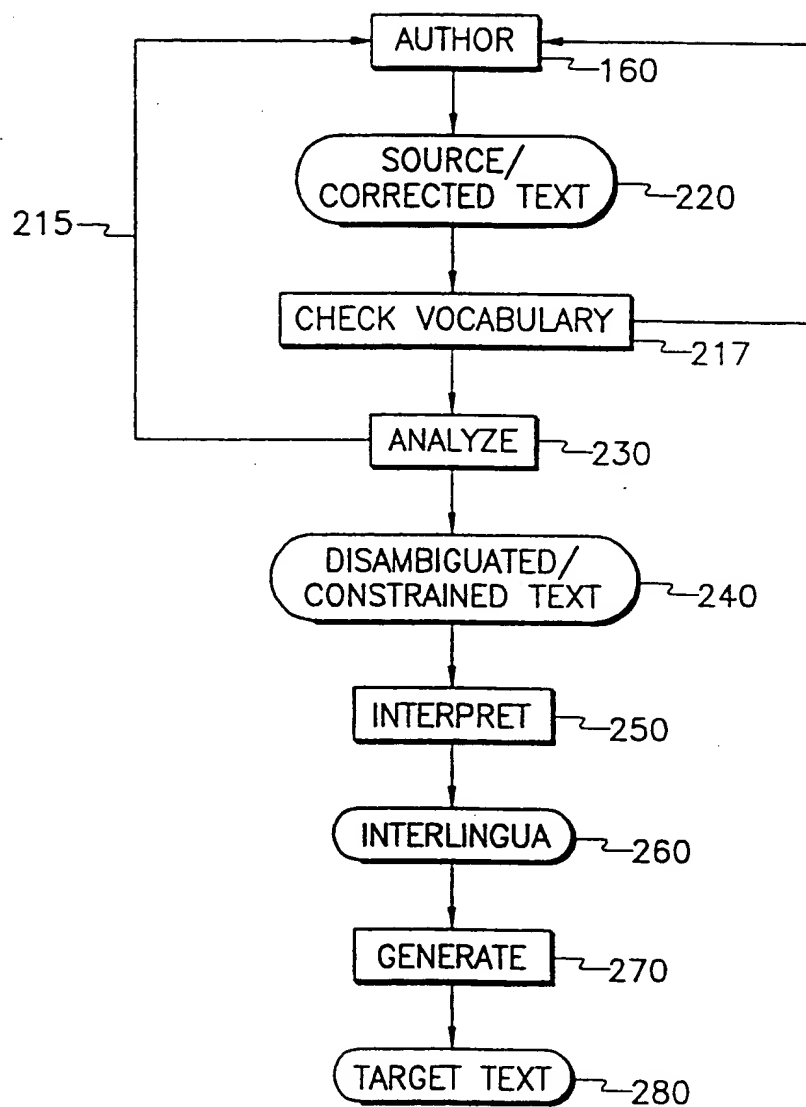 AUTHOR
160
SOURCE/
CORRECTED TEXT
220
215
CHECK VOCABULARY
217
ANALYZE
230
DISAMBIGUATED/
CONSTRAINED TEXT
240
INTERPRET
250
INTERLINGUA
260
GENERATE
270
TARGET TEXT
280